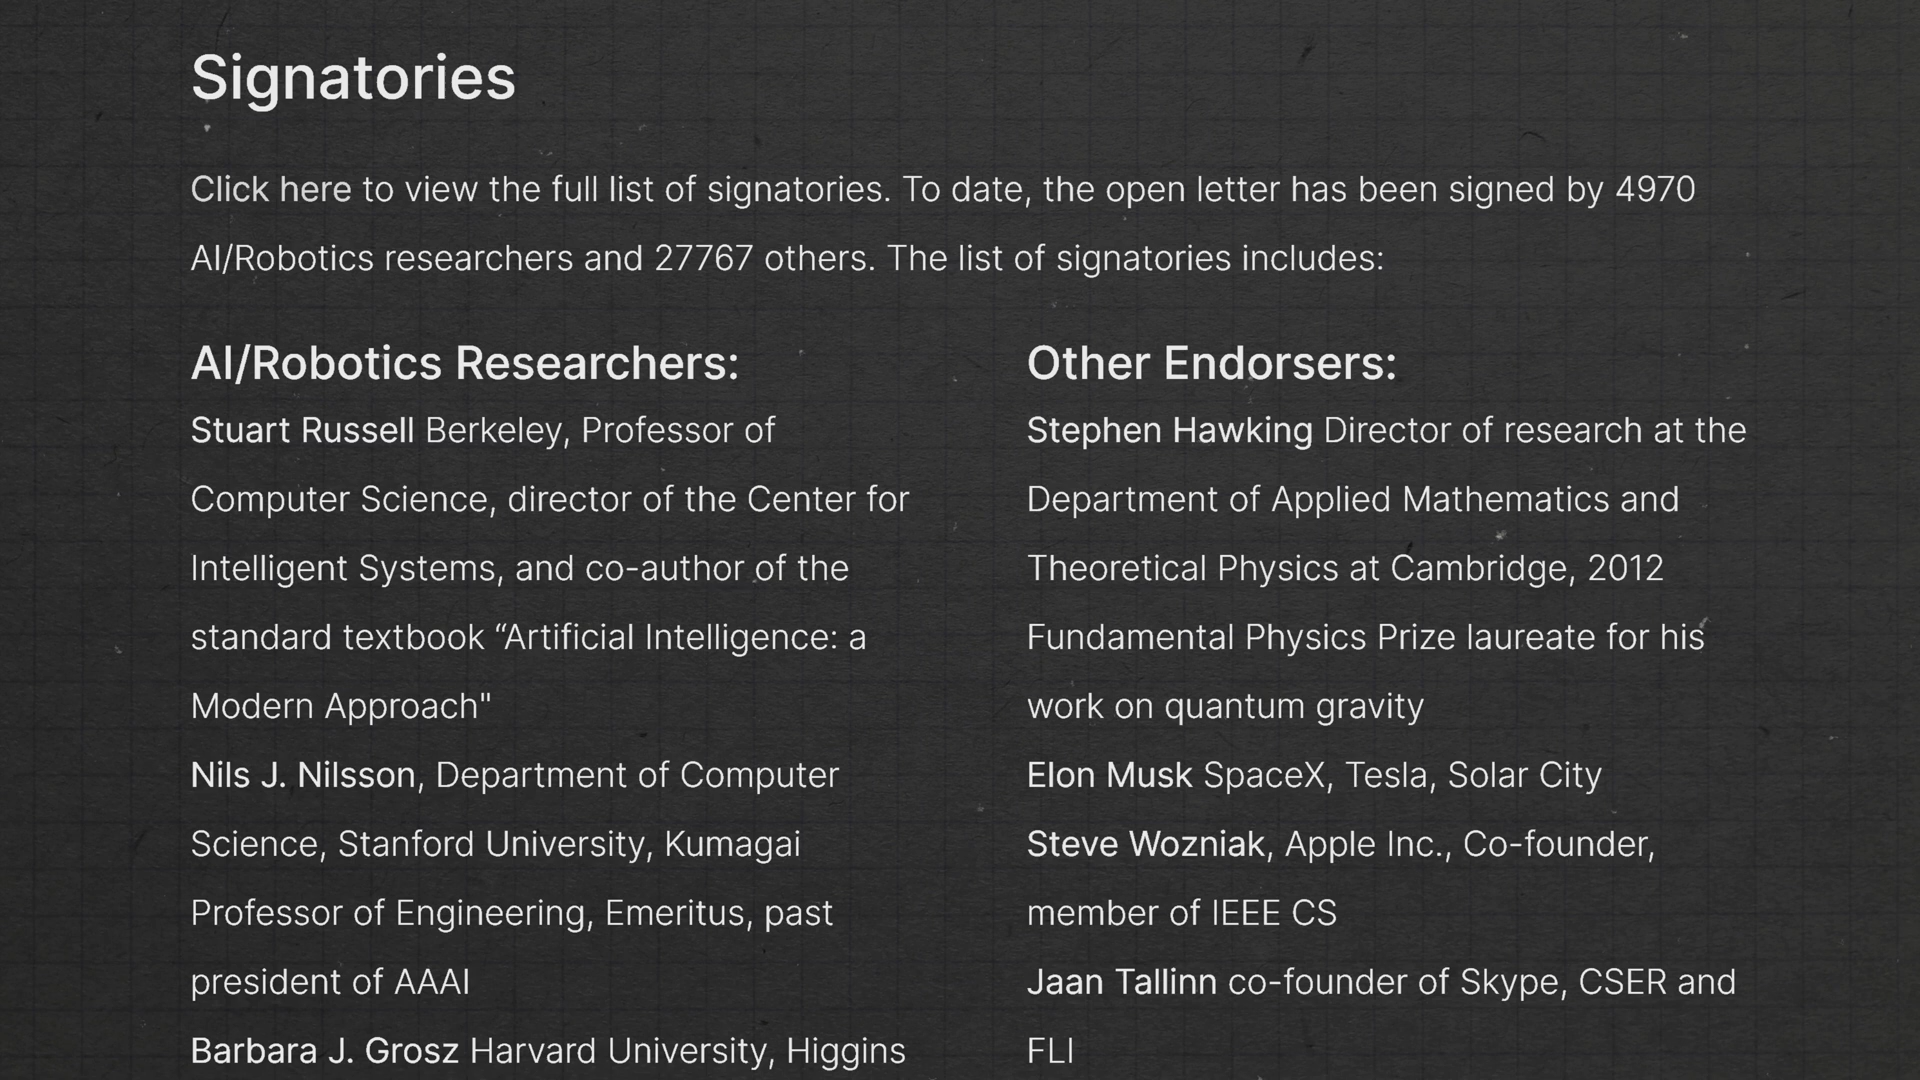 Signatories
Click here to view the full list of signatories. To date, the open letter has been signed by 4970
AI/Robotics researchers and 27767 others. The list of signatories includes:
AI/Robotics Researchers:
Stuart Russell Berkeley, Professor of
Computer Science, director of the Center for
Intelligent Systems, and co-author of the
standard textbook “Artificial Intelligence: a
Modern Approach"
Nils J. Nilsson, Department of Computer
Science, Stanford University, Kumagai
Professor of Engineering, Emeritus, past
president of AAAI
Barbara J. Grosz Harvard University, Higgins
Other Endorsers:
Stephen Hawking Director of research at the
Department of Applied Mathematics and
Theoretical Physics at Cambridge, 2012
Fundamental Physics Prize laureate for his
work on quantum gravity
Elon Musk SpaceX, Tesla, Solar City
Steve Wozniak, Apple Inc., Co-founder,
member of IEEE CS
Jaan Tallinn co-founder of Skype, CSER and
FLI